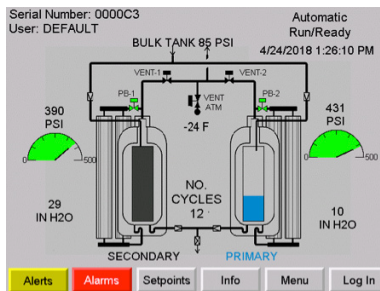 Serial Number: 0000C3
User: DEFAULT
Automatic
Run/Ready
4/24/2018 1:26:10 PM
BULK TANK 85 PSI
VENT-1
VENT-2
PB-1
VENT
ATM
PB-2
390
PSI
-24 F
431
PSI
0
500
0
500
29
IN H2O
NO.
CYCLES
12
10
IN H2O
SECONDARY
PRIMARY
Alerts
Alarms
Setpoints
Info
Menu
Log In